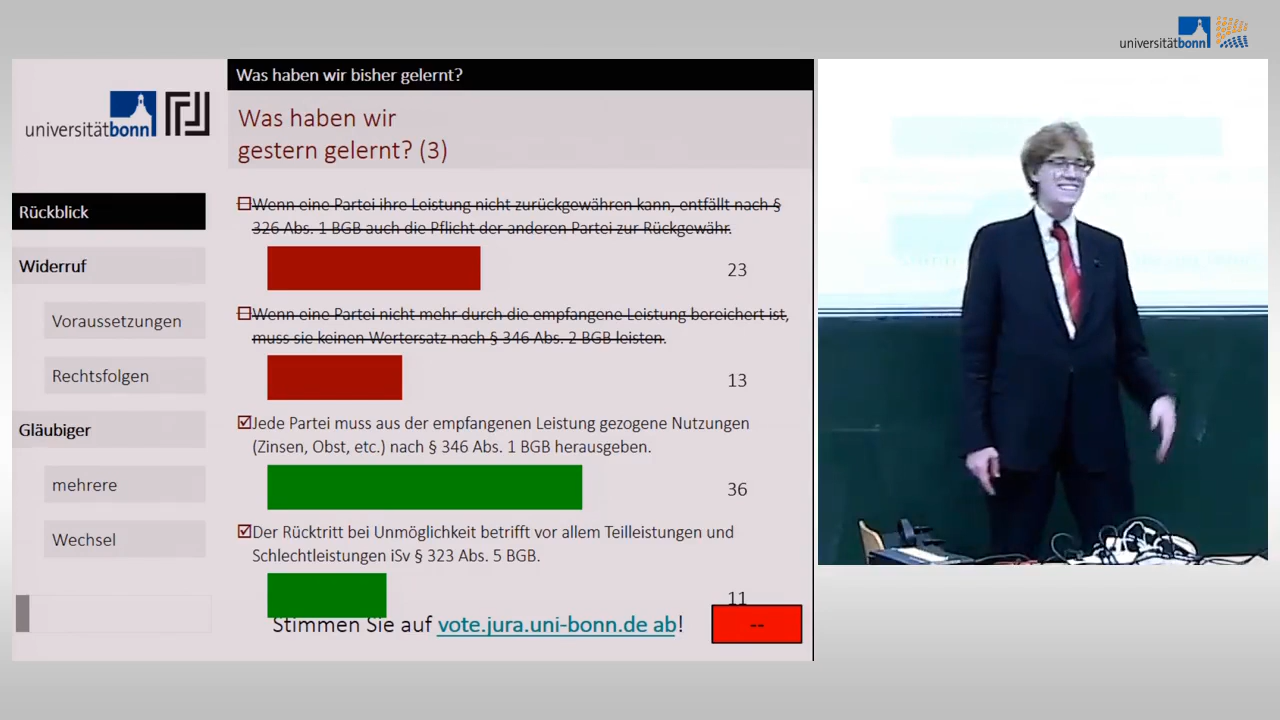 universitätbonn
Was haben wir bisher gelernt?
universitätbonn
Was haben wir
gestern gelernt? (3)
Rückblick
Widerruf
Voraussetzungen
Rechtsfolgen
Gläubiger
mehrere
Wechsel
Wenn eine Partei ihre Leistung nicht zurückgewähren kann, entfällt nach §
326 Abs. 1 BGB auch die Pflicht der anderen Partei zur Rückgewähr.
23
Wenn eine Partei nicht mehr durch die empfangene Leistung bereichert ist,
muss sie keinen Wertersatz nach § 346 Abs. 2 BGB leisten.
13
Jede Partei muss aus der empfangenen Leistung gezogene Nutzungen
(Zinsen, Obst, etc.) nach § 346 Abs. 1 BGB herausgeben.
36
Der Rücktritt bei Unmöglichkeit betrifft vor allem Teilleistungen und
Schlechtleistungen iSv § 323 Abs. 5 BGB.
11
Stimmen Sie auf vote.jura.uni-bonn.de ab!
--